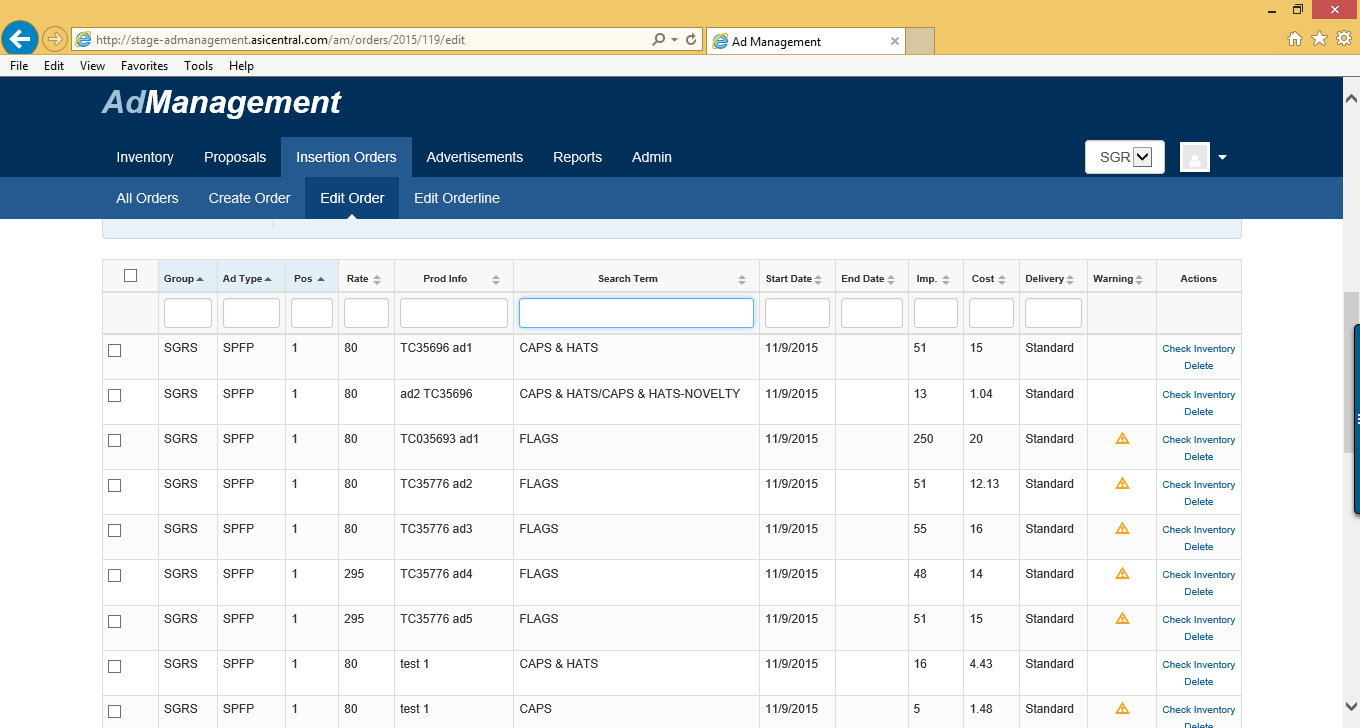 http://stage-admanagement.asicentral.com/am/orders/2015/119/edit
Ad Management
File Edit View Favorites Tools Help
AdManagement
Inventory Proposals Insertion Orders Advertisements Reports Admin SGR
All Orders Create Order Edit Order Edit Orderline
Group Ad Type Pos Rate Prod Info Search Term Start Date End Date Imp. Cost Delivery Warning Actions
SGRS SPFP 1 80 TC35696 ad1 CAPS & HATS 11/9/2015 51 15 Standard Check Inventory
Delete
SGRS SPFP 1 80 ad2 TC35696 CAPS & HATS/CAPS & HATS-NOVELTY 11/9/2015 13 1.04 Standard Check Inventory
Delete
SGRS SPFP 1 80 TC035693 ad1 FLAGS 11/9/2015 250 20 Standard Check Inventory
Delete
SGRS SPFP 1 80 TC35776 ad2 FLAGS 11/9/2015 51 12.13 Standard Check Inventory
Delete
SGRS SPFP 1 80 TC35776 ad3 FLAGS 11/9/2015 55 16 Standard Check Inventory
Delete
SGRS SPFP 1 295 TC35776 ad4 FLAGS 11/9/2015 48 14 Standard Check Inventory
Delete
SGRS SPFP 1 295 TC35776 ad5 FLAGS 11/9/2015 51 15 Standard Check Inventory
Delete
SGRS SPFP 1 80 test 1 CAPS & HATS 11/9/2015 16 4.43 Standard Check Inventory
Delete
SGRS SPFP 1 80 test 1 CAPS 11/9/2015 5 1.48 Standard Check Inventory
Delete